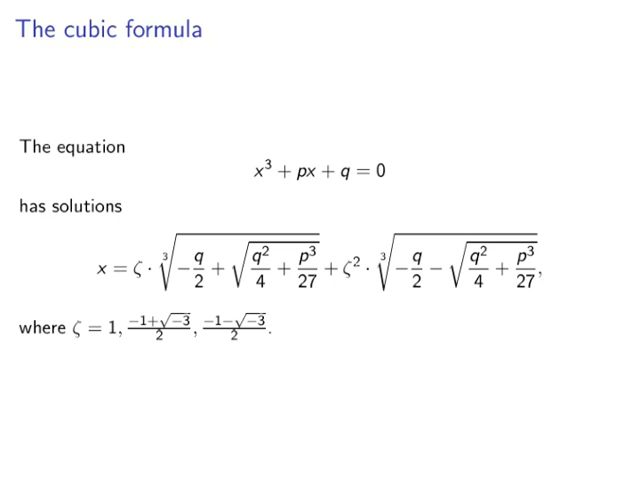 The cubic formula
The equation
x³ + px + q = 0
has solutions
x = ζ · ∛(−q/2 + √(q²/4 + p³/27)) + ζ² · ∛(−q/2 − √(q²/4 + p³/27)),
where ζ = 1, (−1+√−3)/2, (−1−√−3)/2.